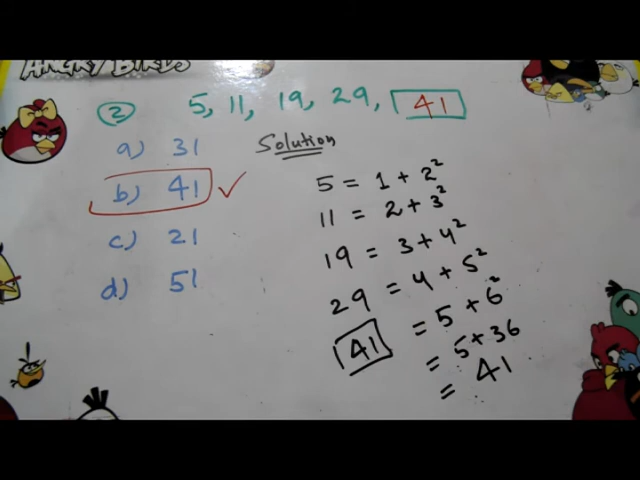 ANGRY BIRDS
② 5, 11, 19, 29, 41
a) 31
b) 41 ✓
c) 21
d) 51
Solution
5 = 1 + 2²
11 = 2 + 3²
19 = 3 + 4²
29 = 4 + 5²
41 = 5 + 6²
= 5 + 36
= 41